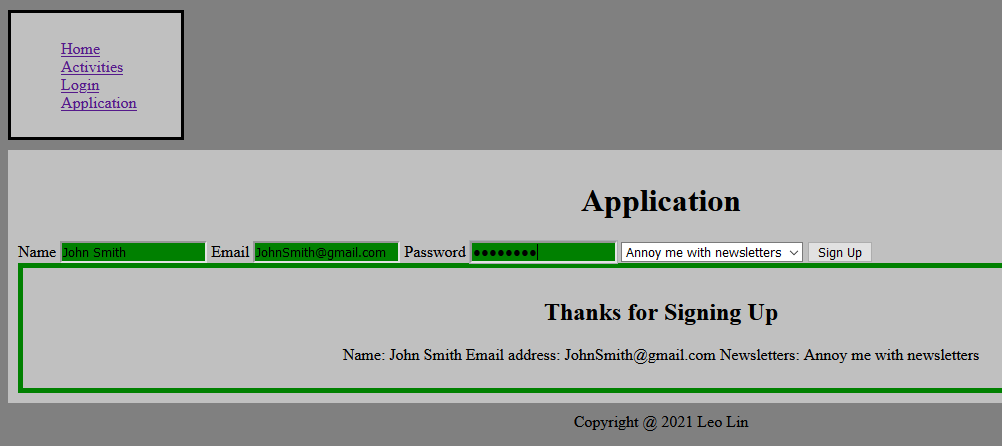 Home
Activities
Login
Application
Application
Name John Smith Email JohnSmith@gmail.com Password ●●●●●●●● Annoy me with newsletters Sign Up
Thanks for Signing Up
Name: John Smith Email address: JohnSmith@gmail.com Newsletters: Annoy me with newsletters
Copyright @ 2021 Leo Lin